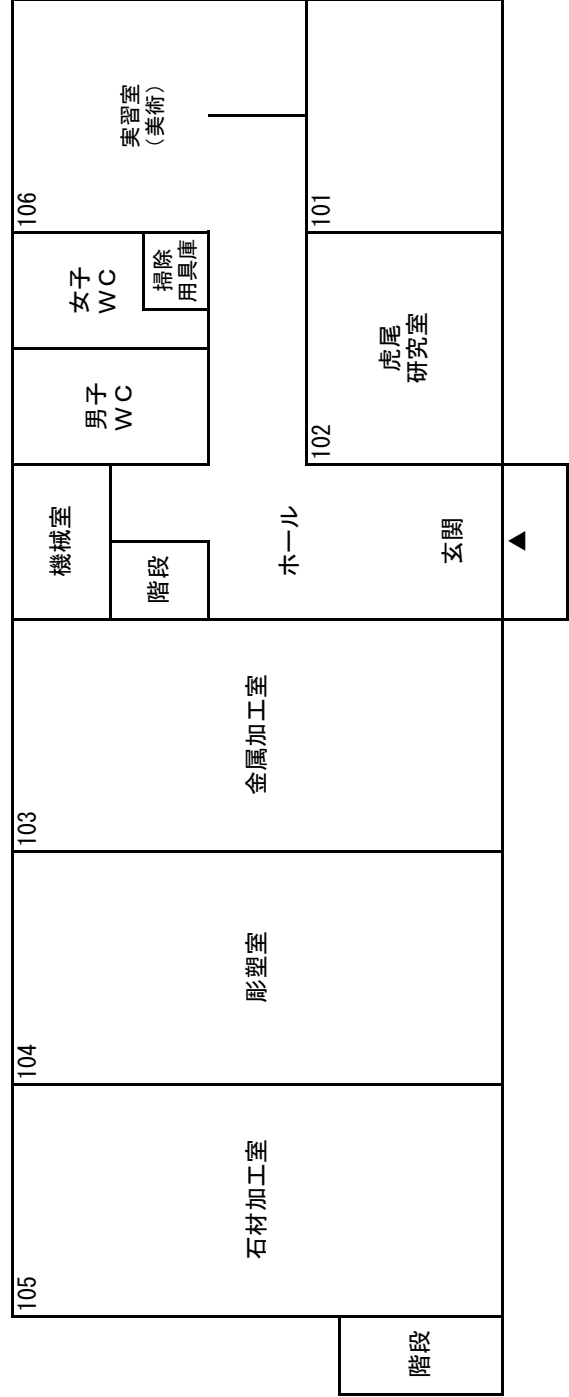 105
石材加工室
階段
104
彫塑室
103
金属加工室
機械室
階段
ホール
玄関
▲
男子
WC
女子
WC
掃除
用具庫
102
虎尾
研究室
106
実習室
(美術)
101